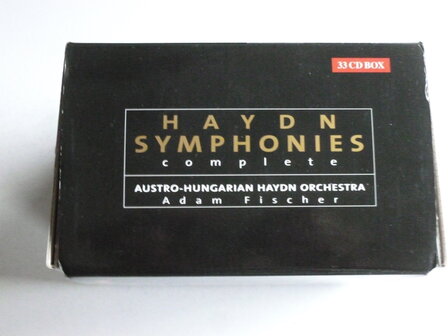 33 CD BOX
HAYDN
SYMPHONIES
complete
AUSTRO-HUNGARIAN HAYDN ORCHESTRA
Adam Fischer